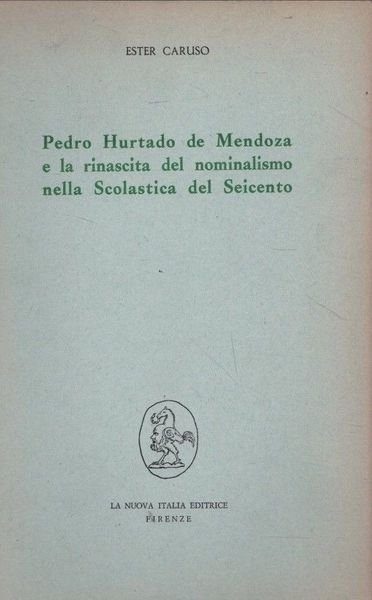 ESTER CARUSO
Pedro Hurtado de Mendoza
e la rinascita del nominalismo
nella Scolastica del Seicento
LA NUOVA ITALIA EDITRICE
FIRENZE